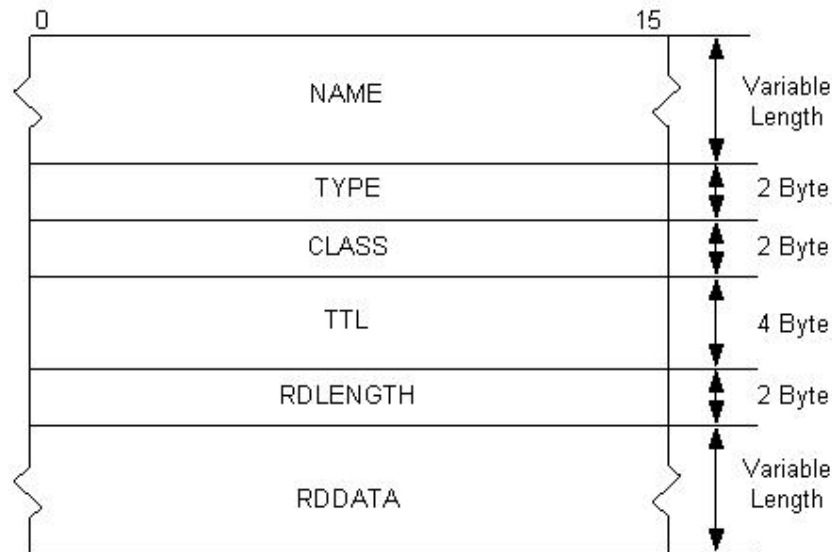 0 15
NAME
Variable
Length
TYPE
2 Byte
CLASS
2 Byte
TTL
4 Byte
RDLENGTH
2 Byte
RDDATA
Variable
Length